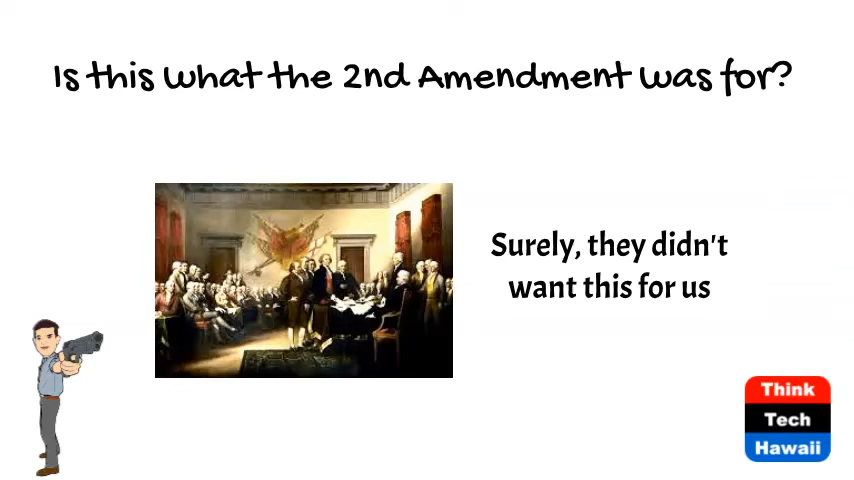 Is this what the 2nd Amendment was for?
Surely, they didn't
want this for us
Think
Tech
Hawaii